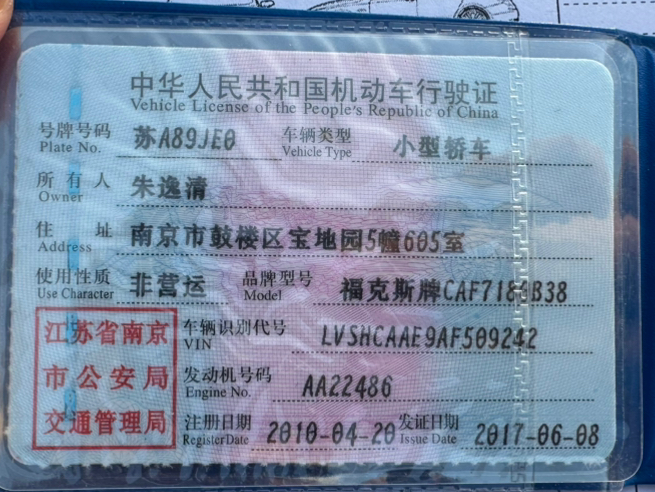 中华人民共和国机动车行驶证
Vehicle License of the People's Republic of China
号牌号码 苏A89JE0 车辆类型 小型轿车
Plate No. Vehicle Type
所有人 朱逸清
Owner
住址 南京市鼓楼区宝地园5幢605室
Address
使用性质 非营运 品牌型号 福克斯牌CAF7180B38
Use Character Model
江苏省南京
市公安局
交通管理局
车辆识别代号 LVSHCAAE9AF509242
VIN
发动机号码 AA22486
Engine No.
注册日期 2010-04-20 发证日期 2017-06-08
Register Date Issue Date